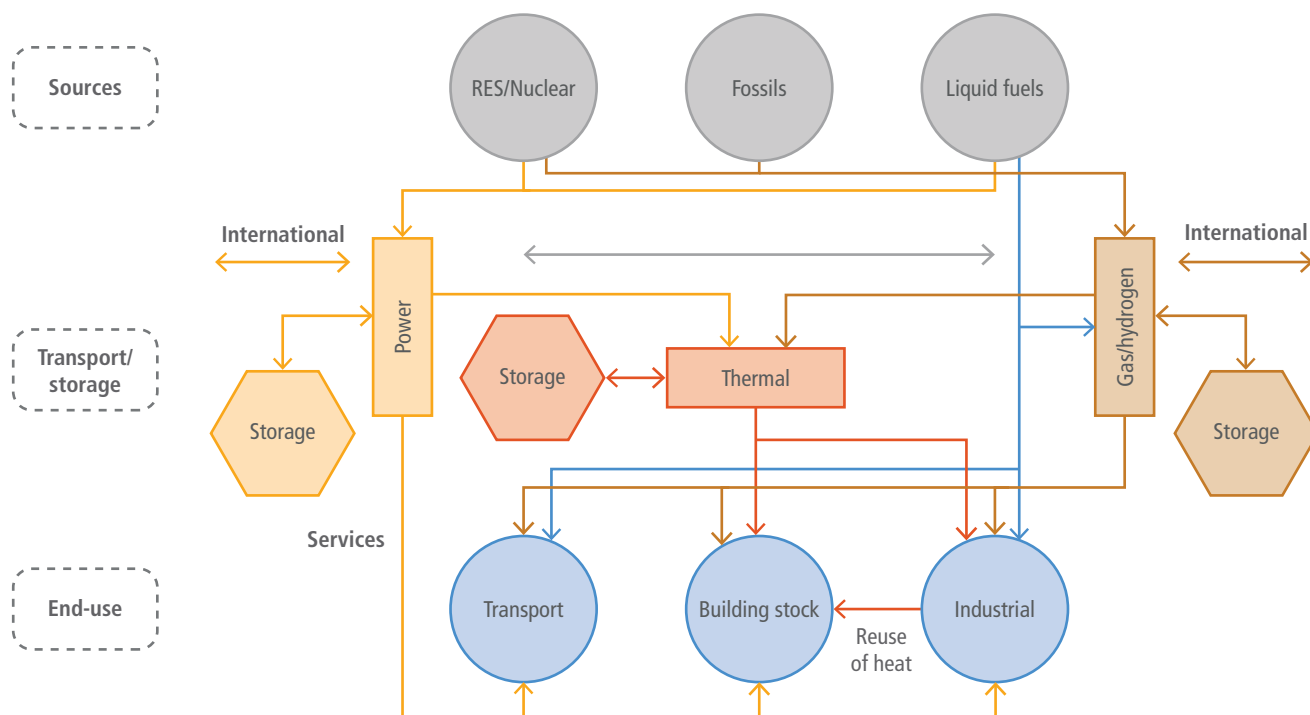 Sources
RES/Nuclear
Fossils
Liquid fuels
International
International
Power
Gas/hydrogen
Transport/
storage
Storage
Thermal
Storage
Storage
Services
End-use
Transport
Building stock
Industrial
Reuse
of heat